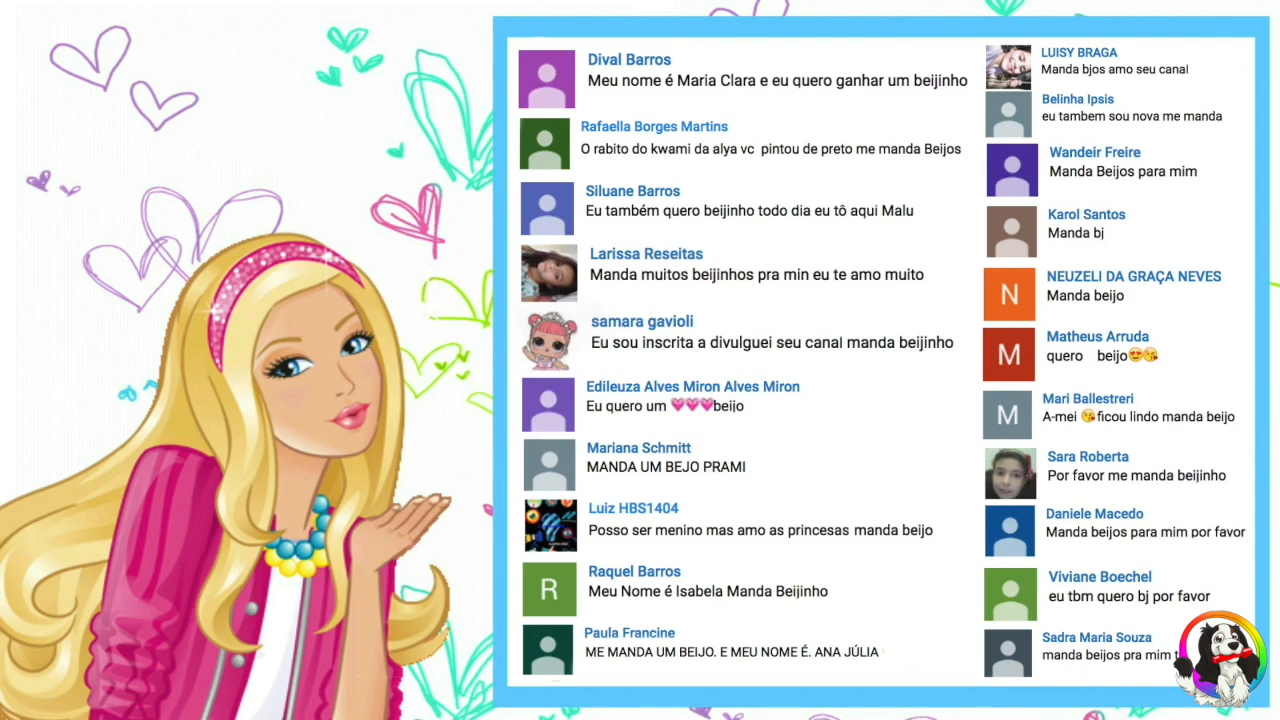 Dival Barros
Meu nome é Maria Clara e eu quero ganhar um beijinho
Rafaella Borges Martins
O rabito do kwami da alya vc pintou de preto me manda Beijos
Siluane Barros
Eu também quero beijinho todo dia eu tô aqui Malu
Larissa Reseitas
Manda muitos beijinhos pra min eu te amo muito
samara gavioli
Eu sou inscrita a divulguei seu canal manda beijinho
Edileuza Alves Miron Alves Miron
Eu quero um 💗💗💗beijo
Mariana Schmitt
MANDA UM BEJO PRAMI
Luiz HBS1404
Posso ser menino mas amo as princesas manda beijo
R
Raquel Barros
Meu Nome é Isabela Manda Beijinho
Paula Francine
ME MANDA UM BEIJO. E MEU NOME É. ANA JÚLIA
LUISY BRAGA
Manda bjos amo seu canal
Belinha Ipsis
eu tambem sou nova me manda
Wandeir Freire
Manda Beijos para mim
Karol Santos
Manda bj
N
NEUZELI DA GRAÇA NEVES
Manda beijo
M
Matheus Arruda
quero beijo😍😘
M
Mari Ballestreri
A-mei 😘ficou lindo manda beijo
Sara Roberta
Por favor me manda beijinho
Daniele Macedo
Manda beijos para mim por favor
Viviane Boechel
eu tbm quero bj por favor
Sadra Maria Souza
manda beijos pra mim